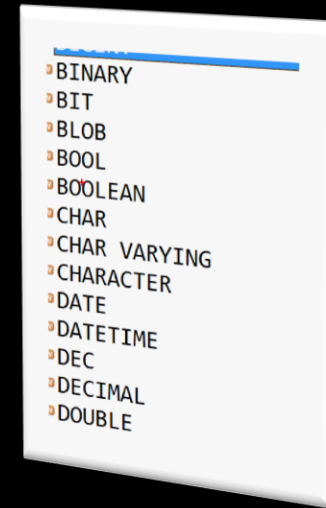 BINARY
BIT
BLOB
BOOL
BOOLEAN
CHAR
CHAR VARYING
CHARACTER
DATE
DATETIME
DEC
DECIMAL
DOUBLE